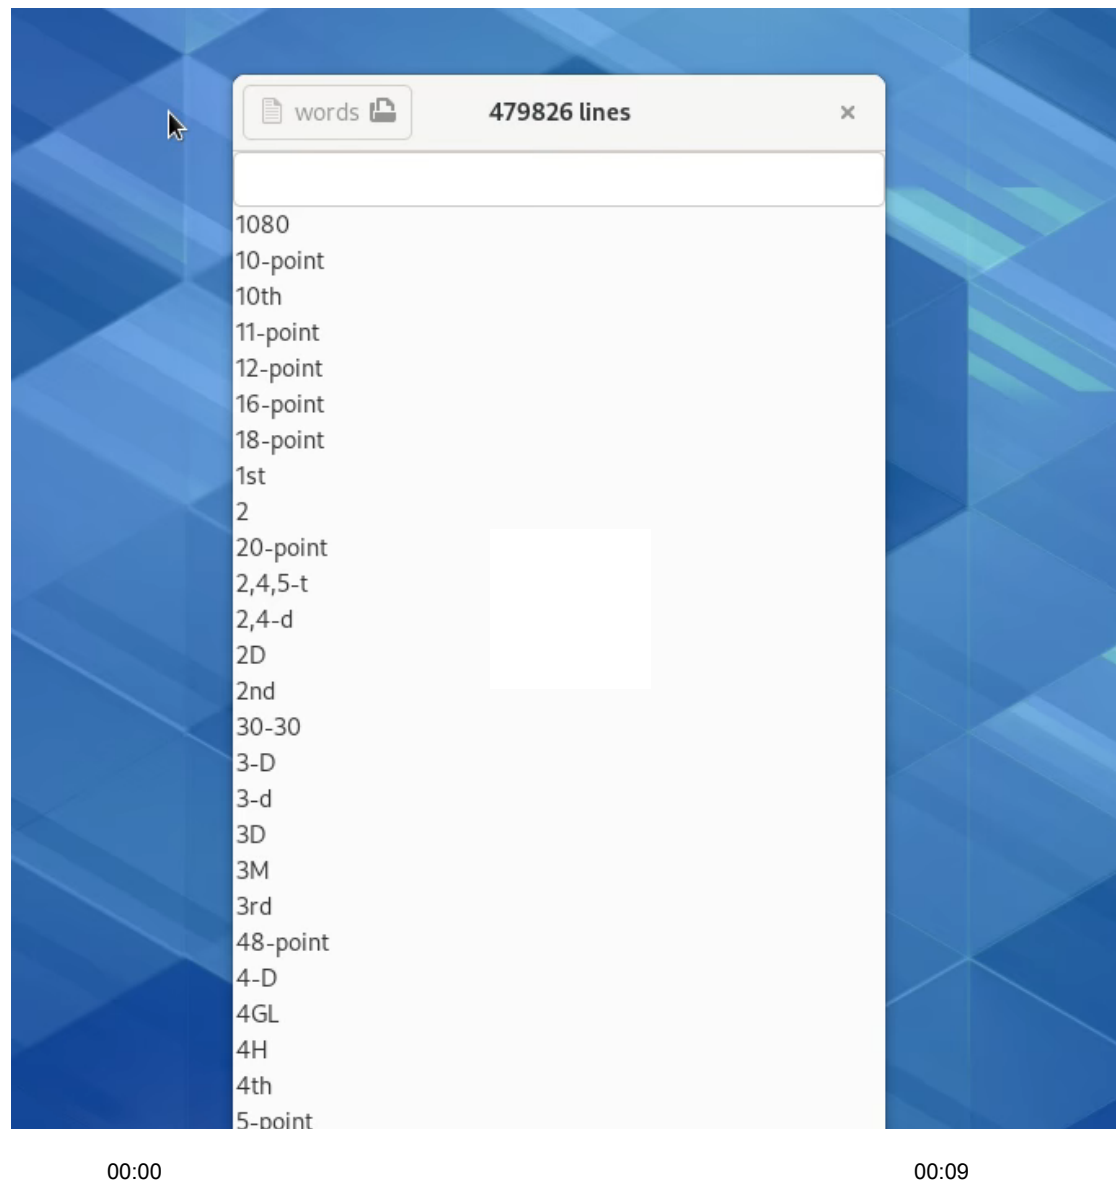 words
479826 lines
1080
10-point
10th
11-point
12-point
16-point
18-point
1st
2
20-point
2,4,5-t
2,4-d
2D
2nd
30-30
3-D
3-d
3D
3M
3rd
48-point
4-D
4GL
4H
4th
5-point
00:00 00:09